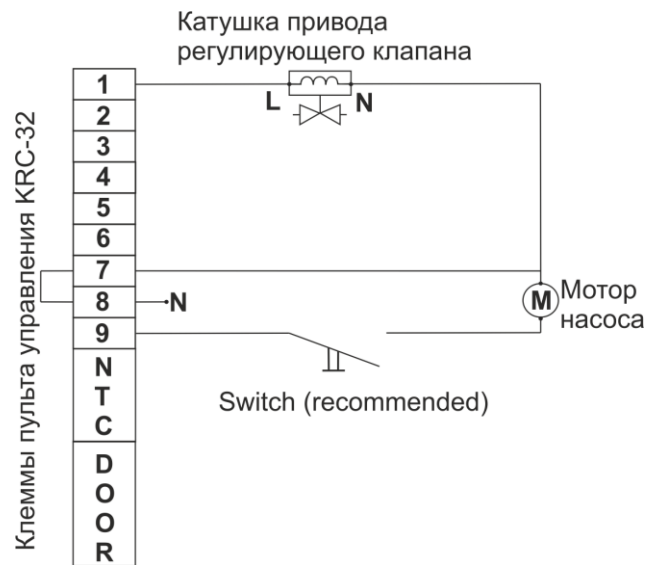 Катушка привода
регулирующего клапана
Клеммы пульта управления KRC-32
1
2
3
4
5
6
7
8
9
N
T
C
D
O
O
R
L
N
N
M
Мотор
насоса
Switch (recommended)